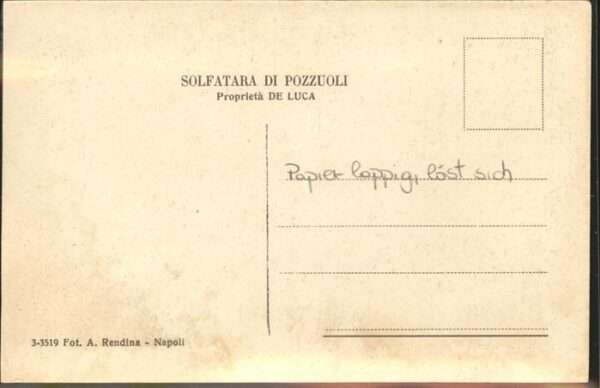 SOLFATARA DI POZZUOLI
Proprietà DE LUCA
Papier lappig, löst sich
3-3519 Fot. A. Rendina - Napoli